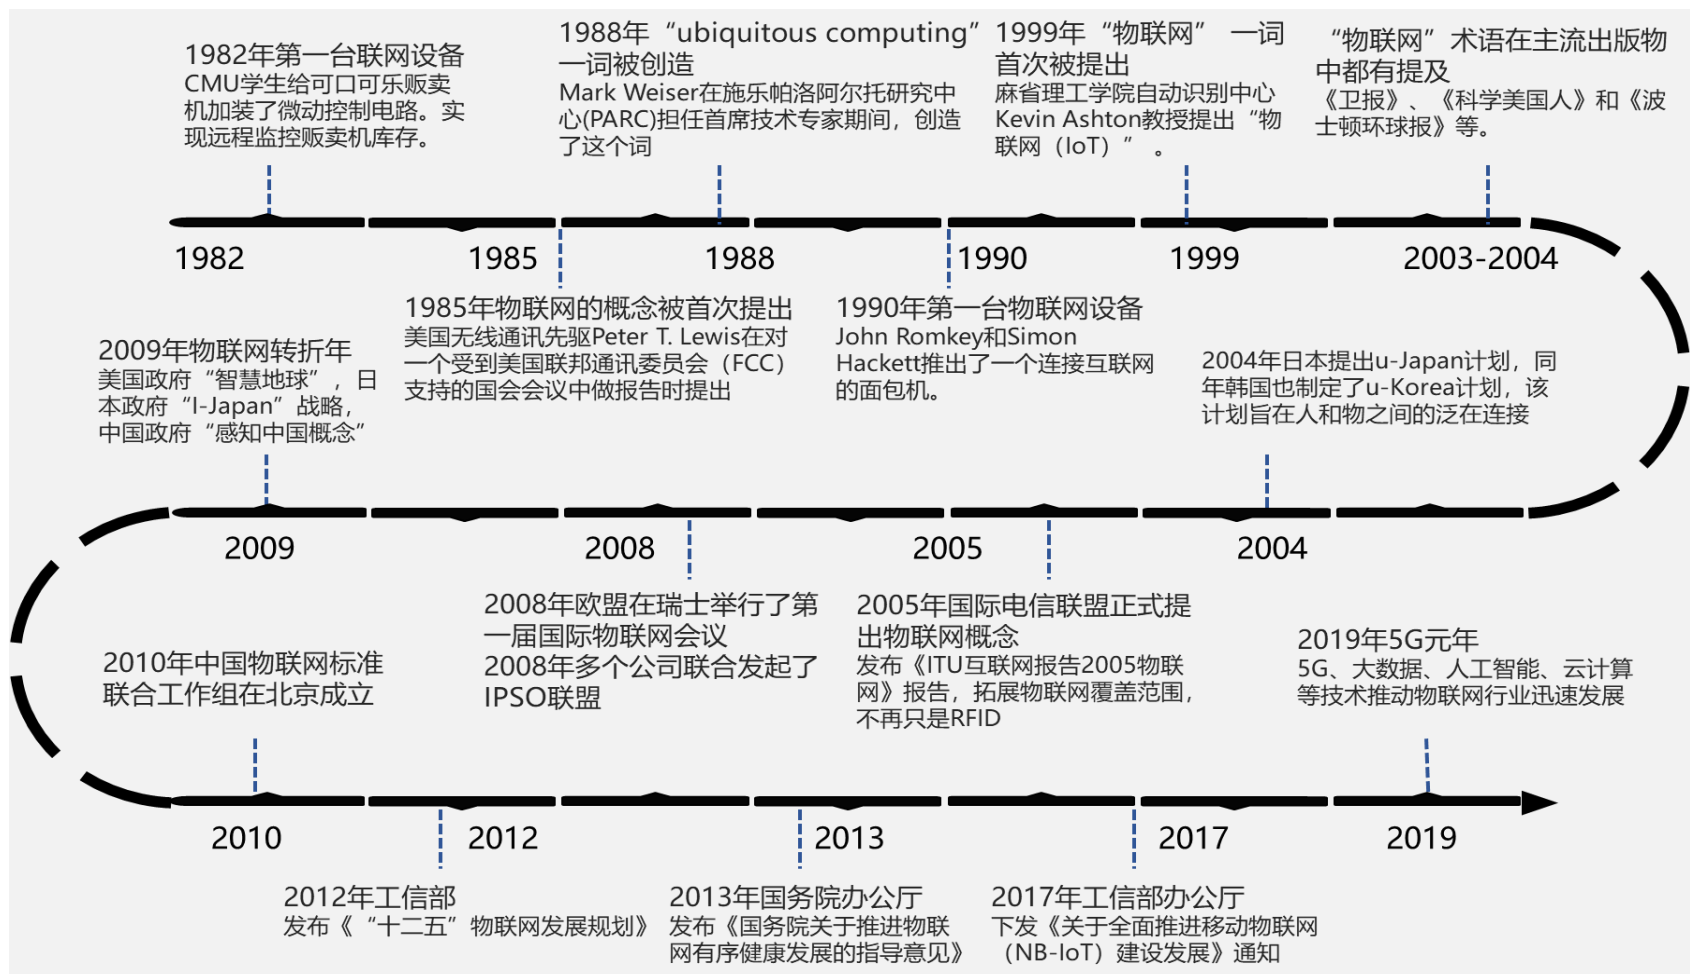 1982年第一台联网设备
CMU学生给可口可乐贩卖
机加装了微动控制电路。实
现远程监控贩卖机库存。
1988年“ubiquitous computing”
一词被创造
Mark Weiser在施乐帕洛阿尔托研究中
心(PARC)担任首席技术专家期间，创造
了这个词
1999年“物联网” 一词
首次被提出
麻省理工学院自动识别中心
Kevin Ashton教授提出“物
联网（IoT）” 。
“物联网”术语在主流出版物
中都有提及
《卫报》、《科学美国人》和《波
士顿环球报》等。
1982
1985
1988
1990
1999
2003-2004
1985年物联网的概念被首次提出
美国无线通讯先驱Peter T. Lewis在对
一个受到美国联邦通讯委员会（FCC）
支持的国会会议中做报告时提出
1990年第一台物联网设备
John Romkey和Simon
Hackett推出了一个连接互联网
的面包机。
2009年物联网转折年
美国政府“智慧地球”，日
本政府“I-Japan”战略，
中国政府“感知中国概念”
2004年日本提出u-Japan计划，同
年韩国也制定了u-Korea计划，该
计划旨在人和物之间的泛在连接
2009
2008
2005
2004
2008年欧盟在瑞士举行了第
一届国际物联网会议
2008年多个公司联合发起了
IPSO联盟
2005年国际电信联盟正式提
出物联网概念
发布《ITU互联网报告2005物联
网》报告，拓展物联网覆盖范围，
不再只是RFID
2010年中国物联网标准
联合工作组在北京成立
2019年5G元年
5G、大数据、人工智能、云计算
等技术推动物联网行业迅速发展
2010
2012
2013
2017
2019
2012年工信部
发布《“十二五”物联网发展规划》
2013年国务院办公厅
发布《国务院关于推进物联
网有序健康发展的指导意见》
2017年工信部办公厅
下发《关于全面推进移动物联网
（NB-IoT）建设发展》通知